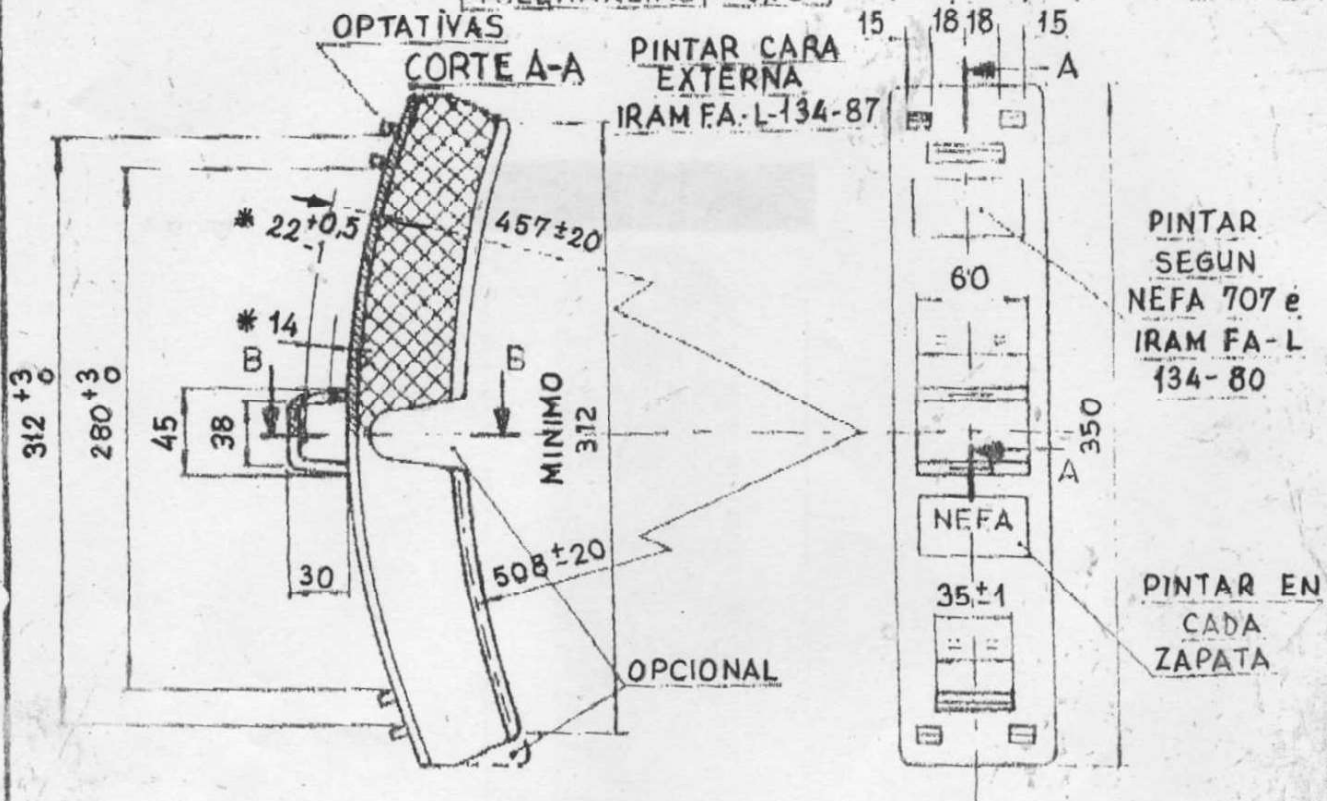 OPTATIVAS
CORTE A-A
PINTAR CARA
EXTERNA
IRAM FA-L-134-87
15 18 18 15
A
* 22 +0,5
457±20
* 14
B
B
312 +3 0
280 +3 0
45
38
30
MINIMO
312
508±20
OPCIONAL
60
350
A
NEFA
35±1
PINTAR
SEGUN
NEFA 707 e
IRAM FA-L
134-80
PINTAR EN
CADA
ZAPATA